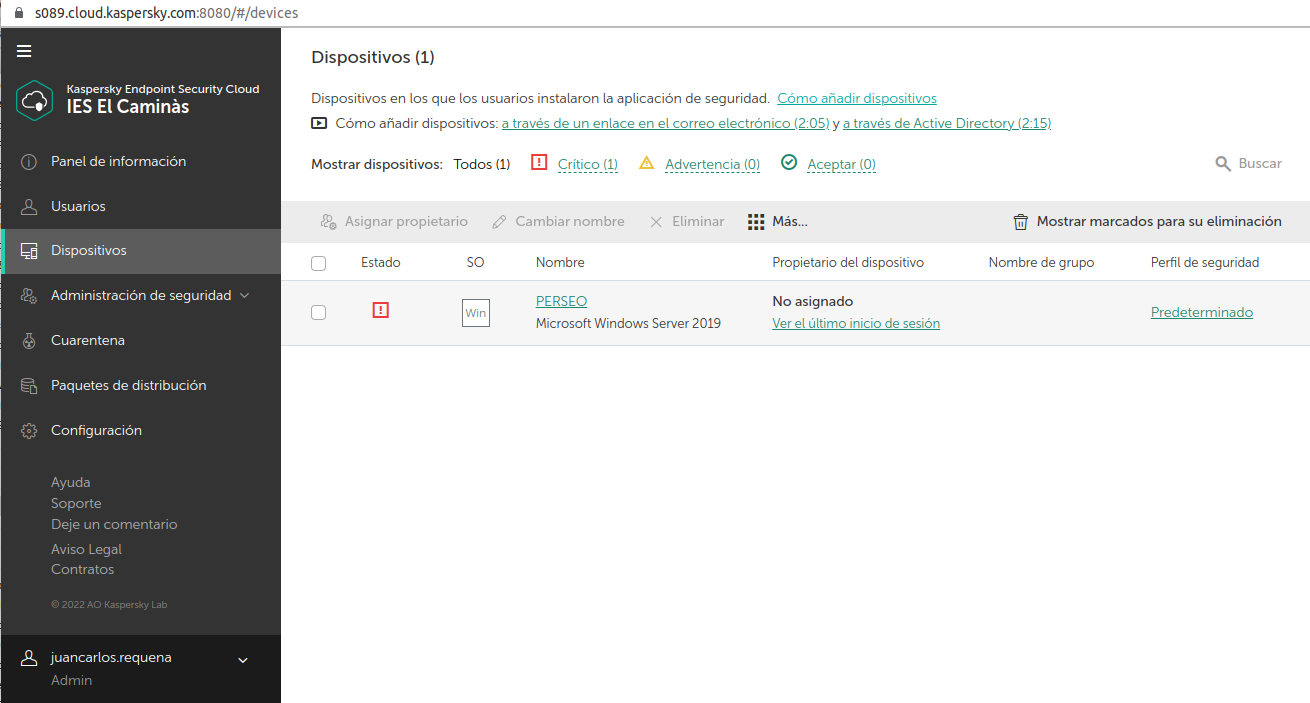 s089.cloud.kaspersky.com:8080/#/devices
Kaspersky Endpoint Security Cloud
IES El Caminàs
Panel de información
Usuarios
Dispositivos
Administración de seguridad
Cuarentena
Paquetes de distribución
Configuración
Ayuda
Soporte
Deje un comentario
Aviso Legal
Contratos
© 2022 AO Kaspersky Lab
juancarlos.requena
Admin
Dispositivos (1)
Dispositivos en los que los usuarios instalaron la aplicación de seguridad. Cómo añadir dispositivos
Cómo añadir dispositivos: a través de un enlace en el correo electrónico (2:05) y a través de Active Directory (2:15)
Mostrar dispositivos: Todos (1) Crítico (1) Advertencia (0) Aceptar (0) Buscar
Asignar propietario Cambiar nombre Eliminar Más... Mostrar marcados para su eliminación
Estado SO Nombre Propietario del dispositivo Nombre de grupo Perfil de seguridad
Win PERSEO No asignado Predeterminado
Microsoft Windows Server 2019 Ver el último inicio de sesión